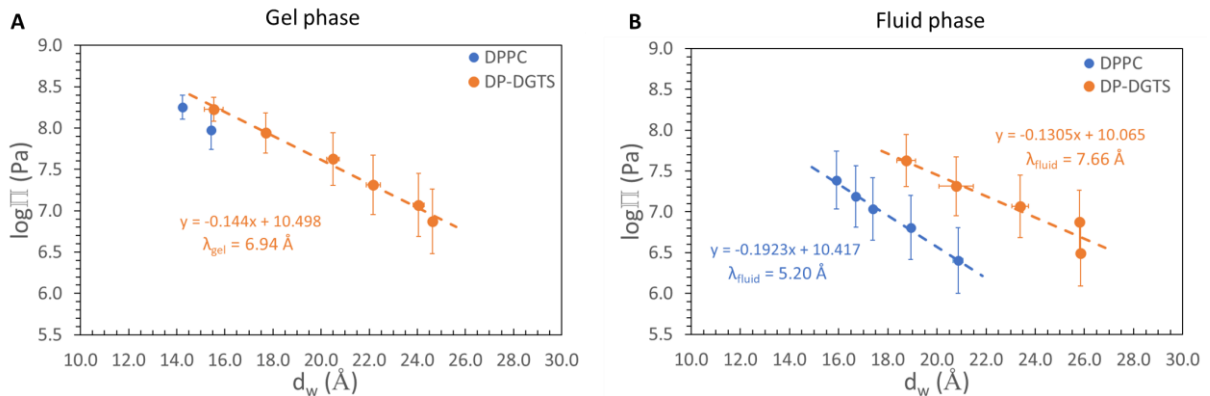 A
Gel phase
9.0
8.5
8.0
7.5
7.0
6.5
6.0
5.5
logΠ (Pa)
DPPC
DP-DGTS
y = -0.144x + 10.498
λgel = 6.94 Å
10.0 12.0 14.0 16.0 18.0 20.0 22.0 24.0 26.0 28.0 30.0
dw (Å)
B
Fluid phase
9.0
8.5
8.0
7.5
7.0
6.5
6.0
5.5
logΠ (Pa)
DPPC
DP-DGTS
y = -0.1305x + 10.065
λfluid = 7.66 Å
y = -0.1923x + 10.417
λfluid = 5.20 Å
10.0 12.0 14.0 16.0 18.0 20.0 22.0 24.0 26.0 28.0 30.0
dw (Å)